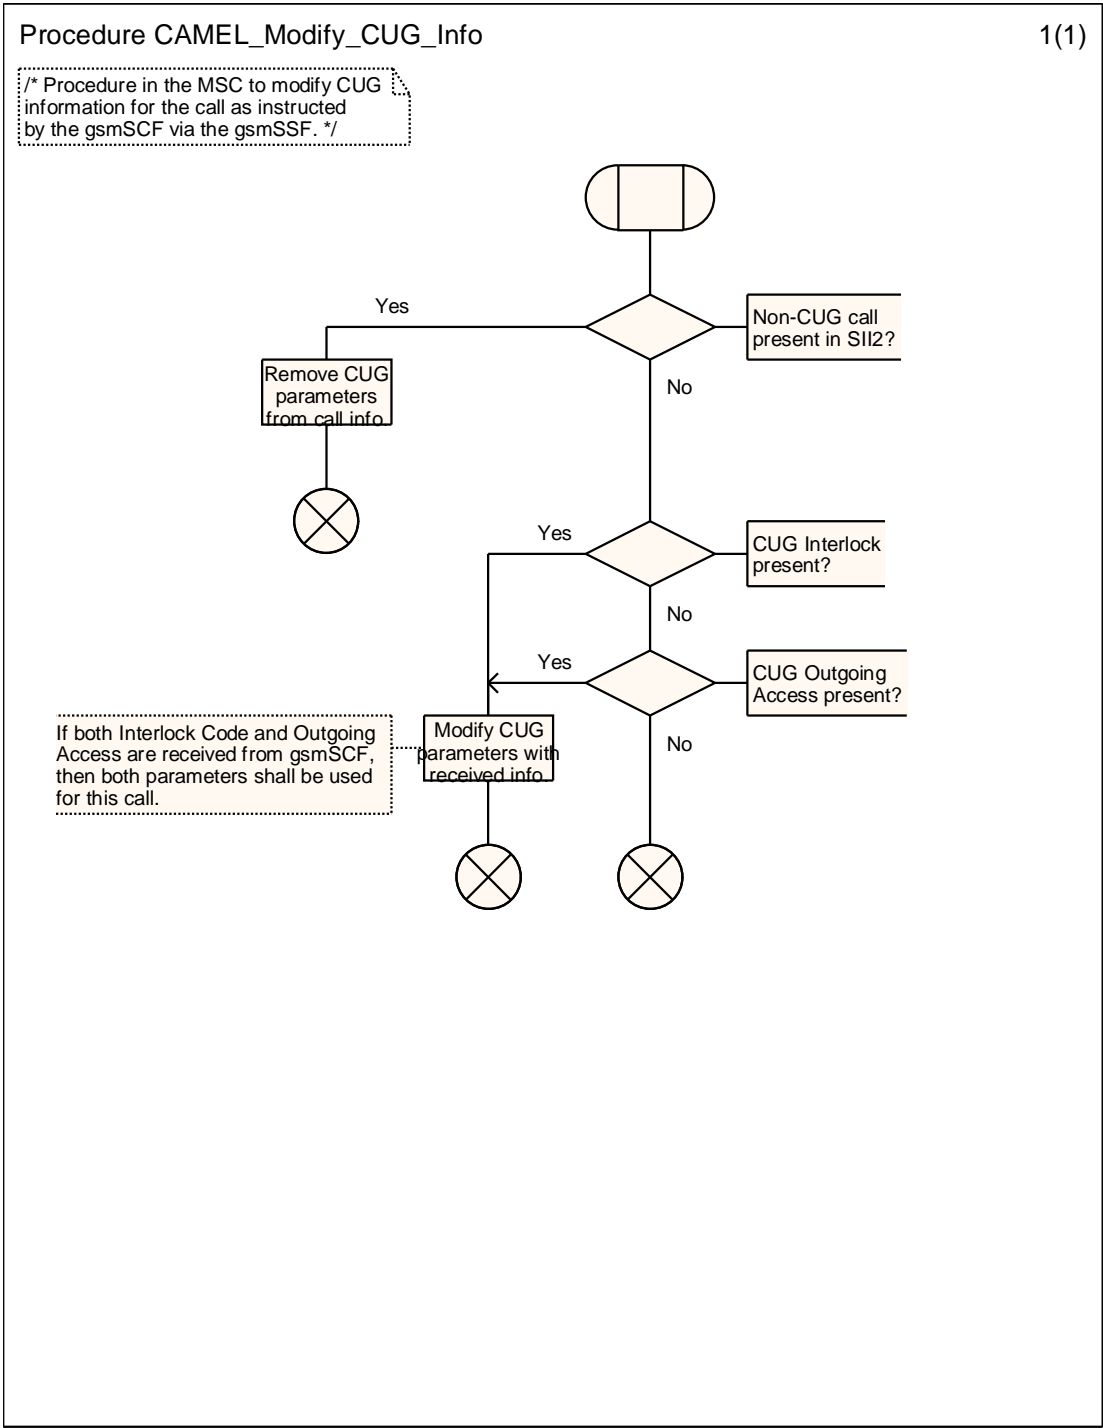 Procedure CAMEL_Modify_CUG_Info
1(1)
/* Procedure in the MSC to modify CUG
information for the call as instructed
by the gsmSCF via the gsmSSF. */
Yes
Non-CUG call
present in SII2?
Remove CUG
parameters
from call info.
No
Yes
CUG Interlock
present?
No
Yes
CUG Outgoing
Access present?
If both Interlock Code and Outgoing
Access are received from gsmSCF,
then both parameters shall be used
for this call.
Modify CUG
parameters with
received info.
No